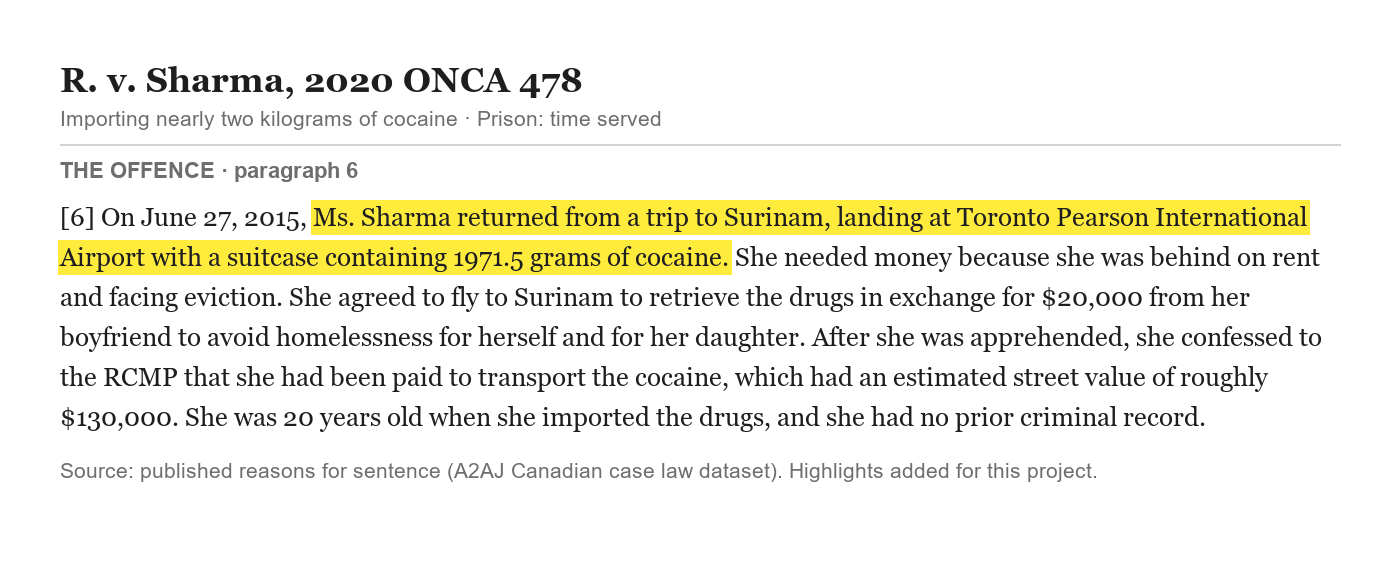 R. v. Sharma, 2020 ONCA 478
Importing nearly two kilograms of cocaine · Prison: time served
THE OFFENCE · paragraph 6
[6] On June 27, 2015, Ms. Sharma returned from a trip to Surinam, landing at Toronto Pearson International
Airport with a suitcase containing 1971.5 grams of cocaine. She needed money because she was behind on rent
and facing eviction. She agreed to fly to Surinam to retrieve the drugs in exchange for $20,000 from her
boyfriend to avoid homelessness for herself and for her daughter. After she was apprehended, she confessed to
the RCMP that she had been paid to transport the cocaine, which had an estimated street value of roughly
$130,000. She was 20 years old when she imported the drugs, and she had no prior criminal record.
Source: published reasons for sentence (A2AJ Canadian case law dataset). Highlights added for this project.